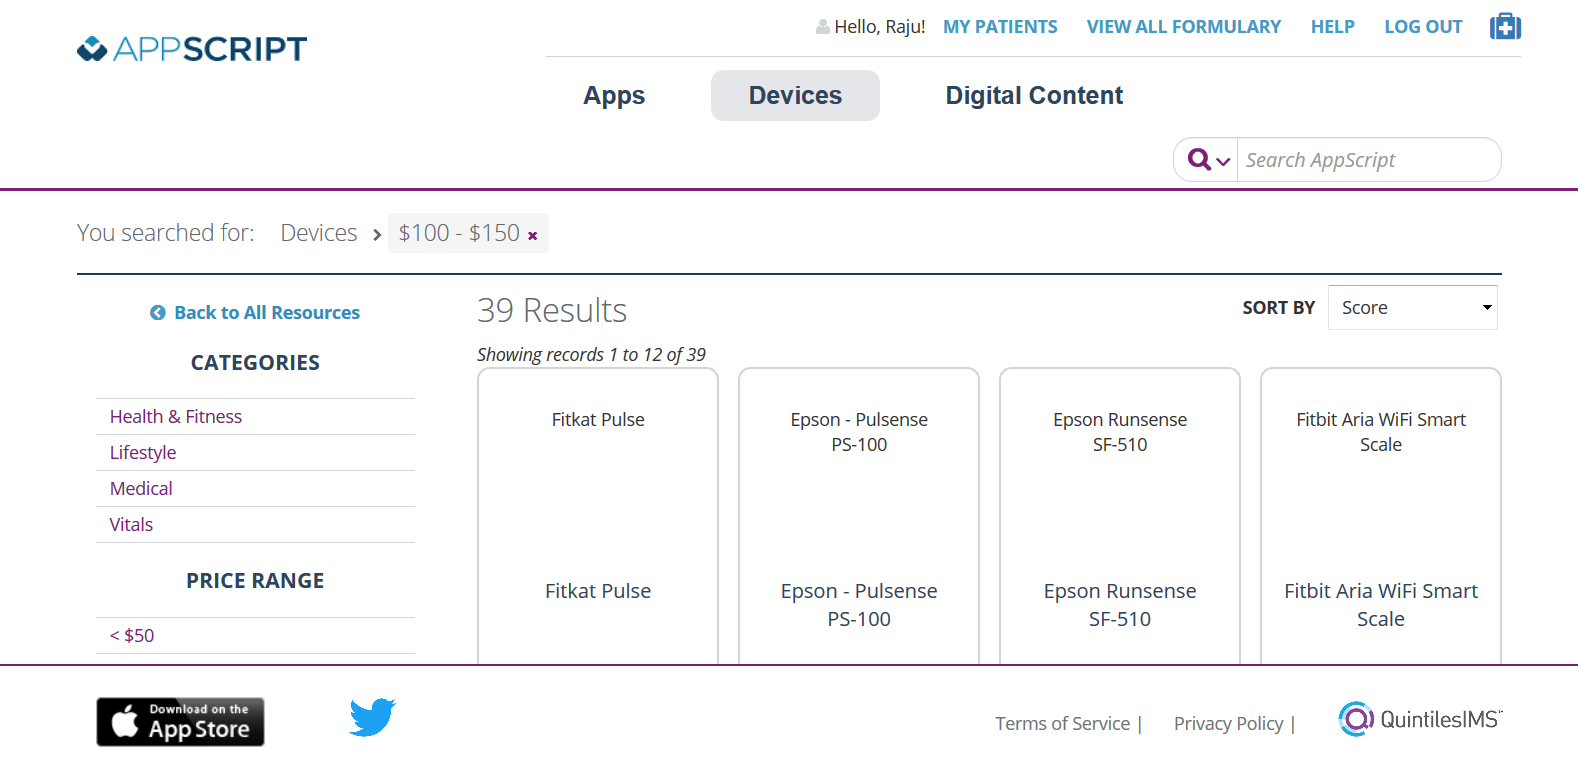 APPSCRIPT
Hello, Raju! MY PATIENTS VIEW ALL FORMULARY HELP LOG OUT
Apps Devices Digital Content
Search AppScript
You searched for: Devices $100 - $150
Back to All Resources
CATEGORIES
Health & Fitness
Lifestyle
Medical
Vitals
PRICE RANGE
< $50
39 Results
SORT BY Score
Showing records 1 to 12 of 39
Fitkat Pulse
Fitkat Pulse
Epson - Pulsense
PS-100
Epson - Pulsense
PS-100
Epson Runsense
SF-510
Epson Runsense
SF-510
Fitbit Aria WiFi Smart
Scale
Fitbit Aria WiFi Smart
Scale
Download on the
App Store
Terms of Service | Privacy Policy |
QuintilesIMS™